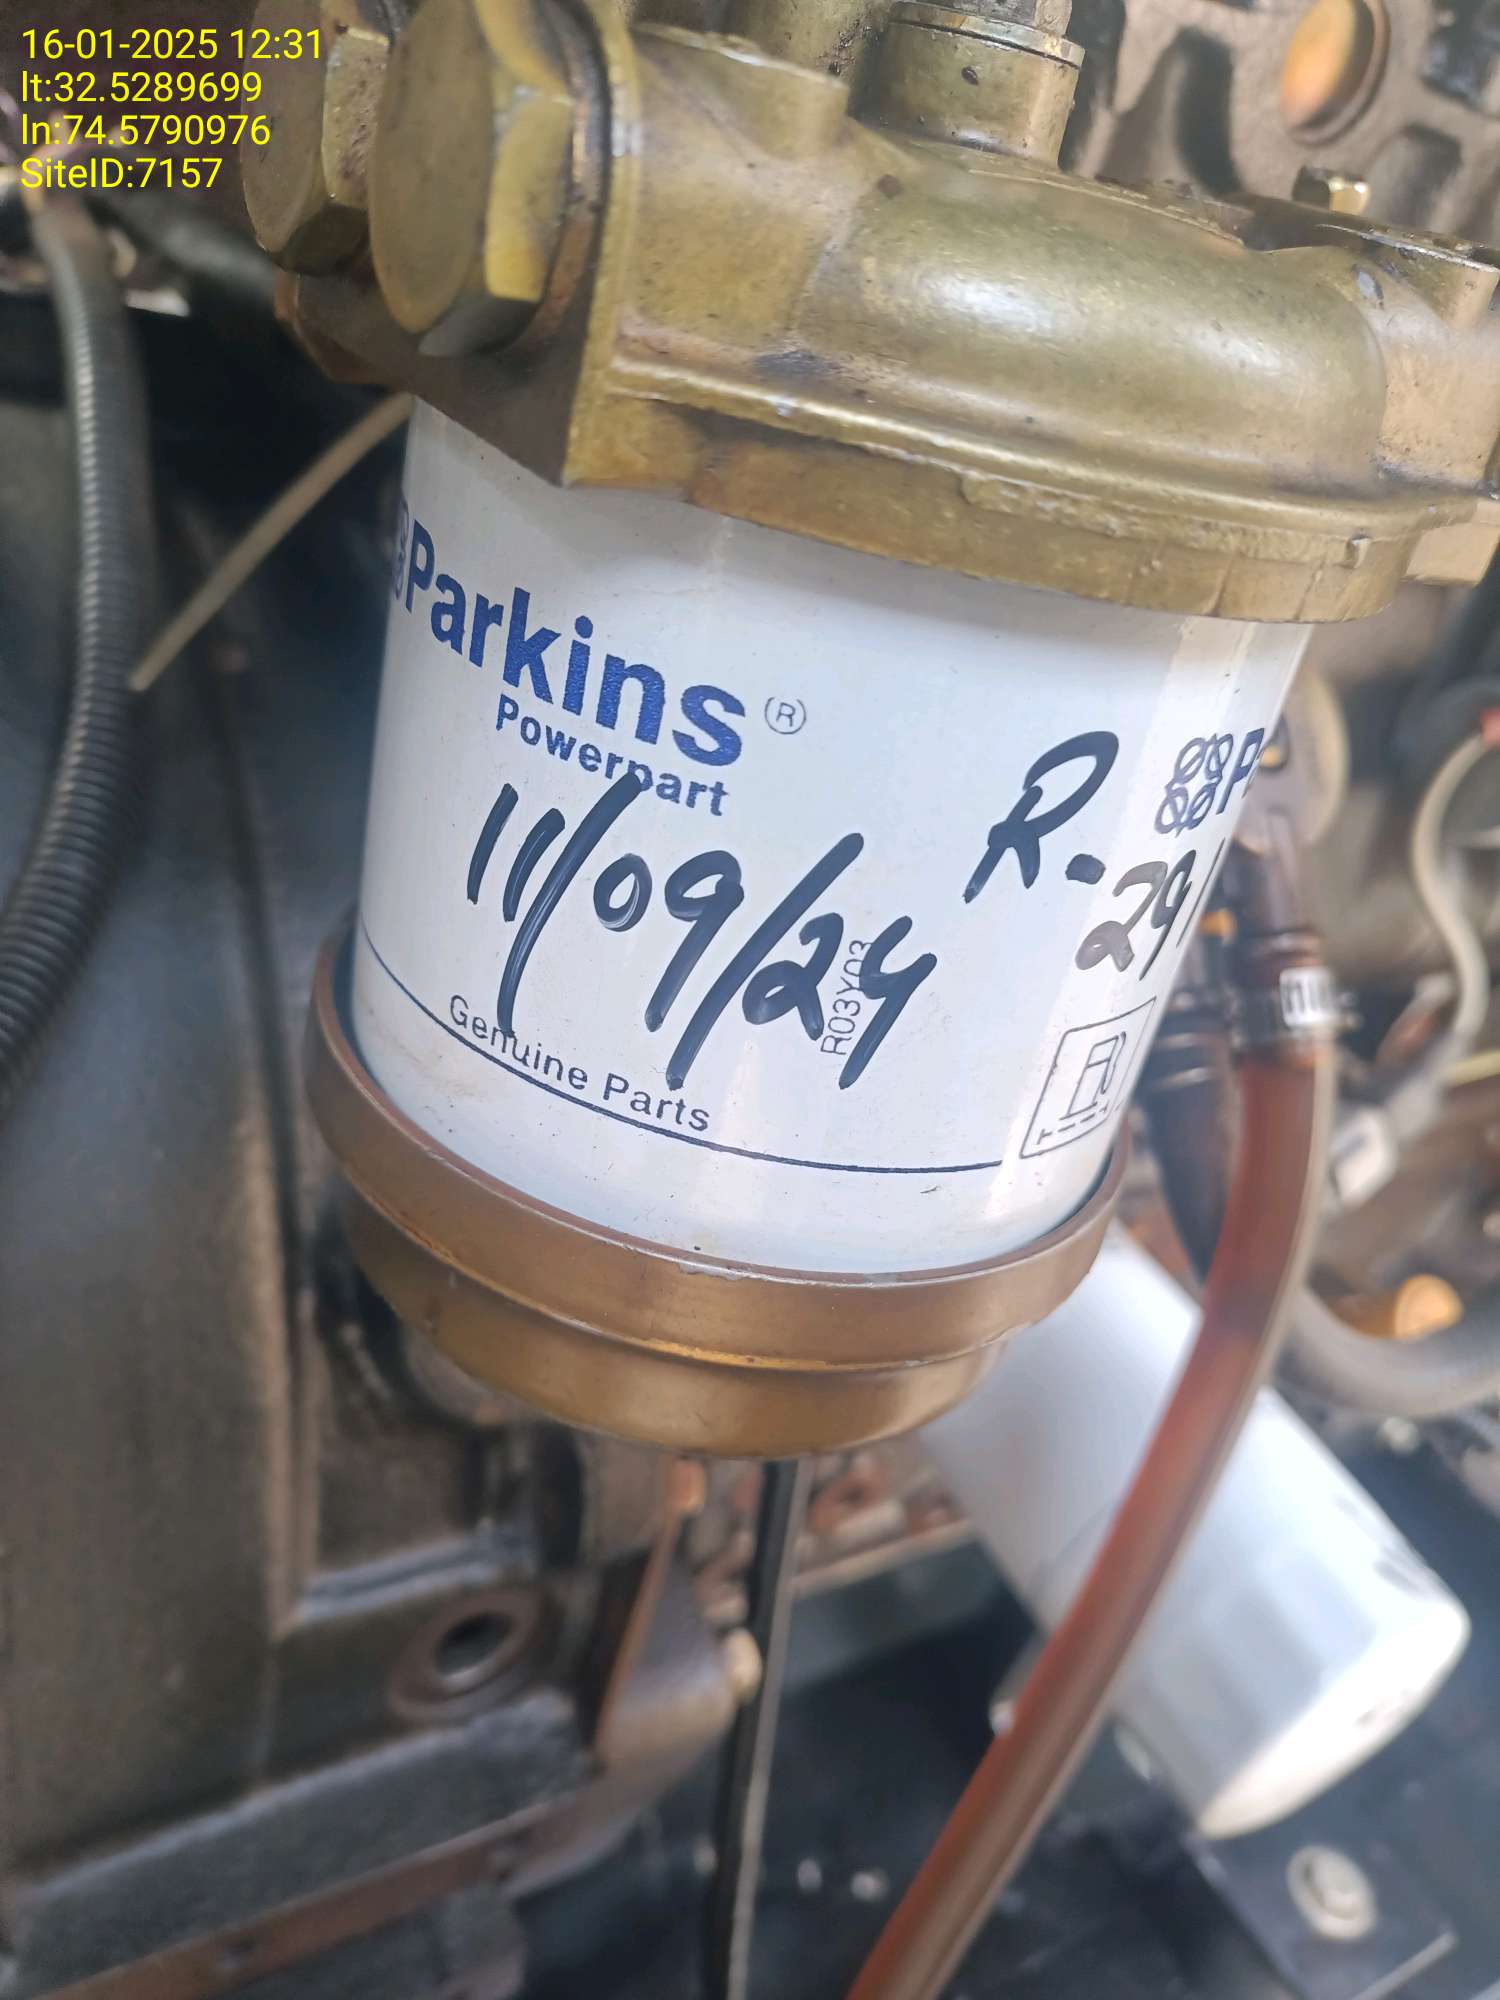 16-01-2025 12:31
lt:32.5289699
ln:74.5790976
SiteID:7157
Parkins®
Powerpart
11/09/24
R-
29/
R03Y03
Genuine Parts